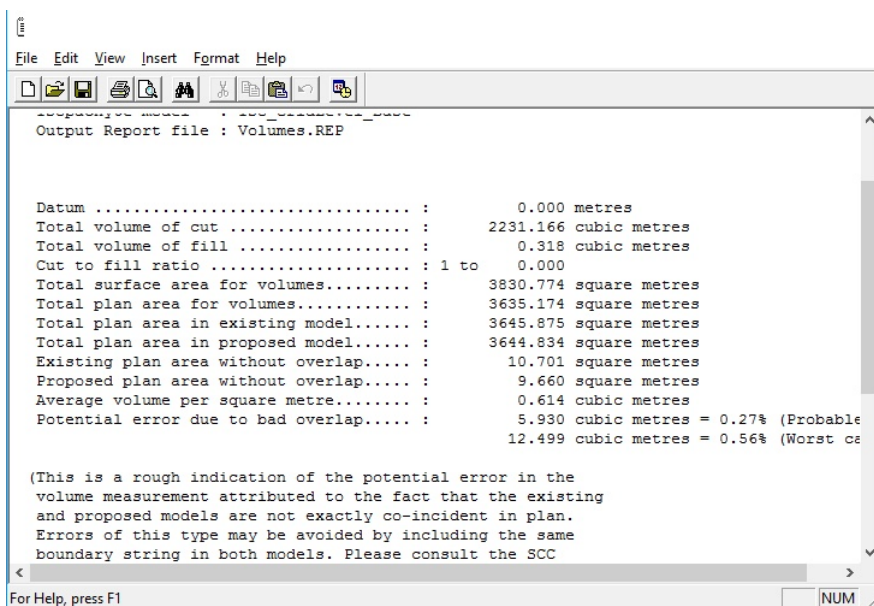 File Edit View Insert Format Help
Output Report file : Volumes.REP
Datum ................................. : 0.000 metres
Total volume of cut ................... : 2231.166 cubic metres
Total volume of fill .................. : 0.318 cubic metres
Cut to fill ratio ..................... : 1 to 0.000
Total surface area for volumes......... : 3830.774 square metres
Total plan area for volumes............ : 3635.174 square metres
Total plan area in existing model...... : 3645.875 square metres
Total plan area in proposed model...... : 3644.834 square metres
Existing plan area without overlap..... : 10.701 square metres
Proposed plan area without overlap..... : 9.660 square metres
Average volume per square metre........ : 0.614 cubic metres
Potential error due to bad overlap..... : 5.930 cubic metres = 0.27% (Probable
12.499 cubic metres = 0.56% (Worst ca
(This is a rough indication of the potential error in the
volume measurement attributed to the fact that the existing
and proposed models are not exactly co-incident in plan.
Errors of this type may be avoided by including the same
boundary string in both models. Please consult the SCC
For Help, press F1 NUM